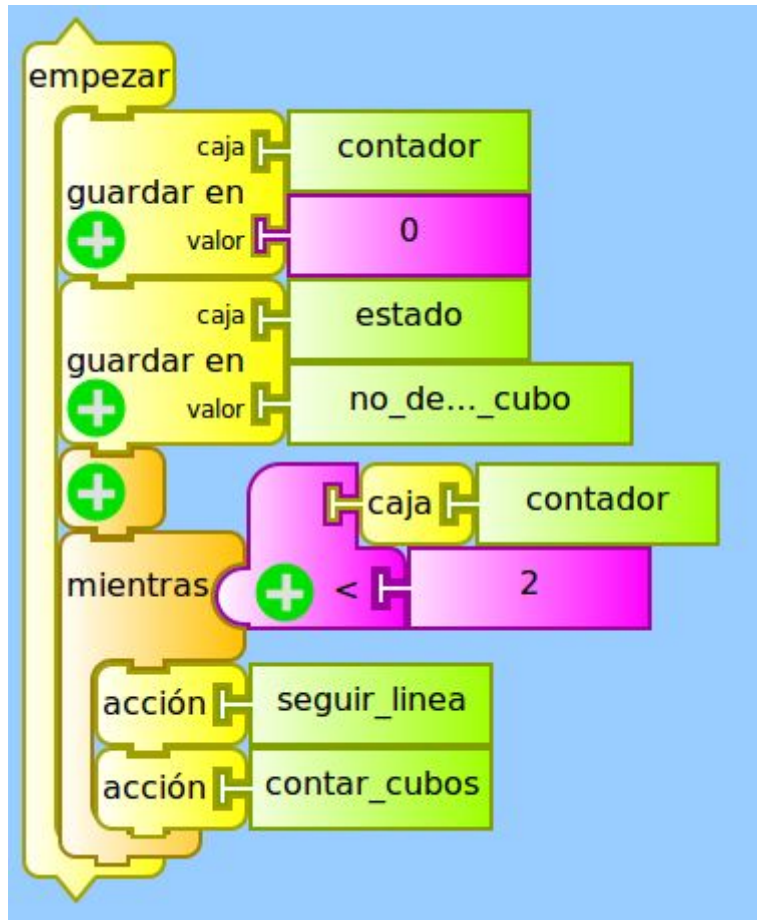 empezar
caja contador
guardar en
valor 0
caja estado
guardar en
valor no_de..._cubo
caja contador
mientras < 2
acción seguir_linea
acción contar_cubos